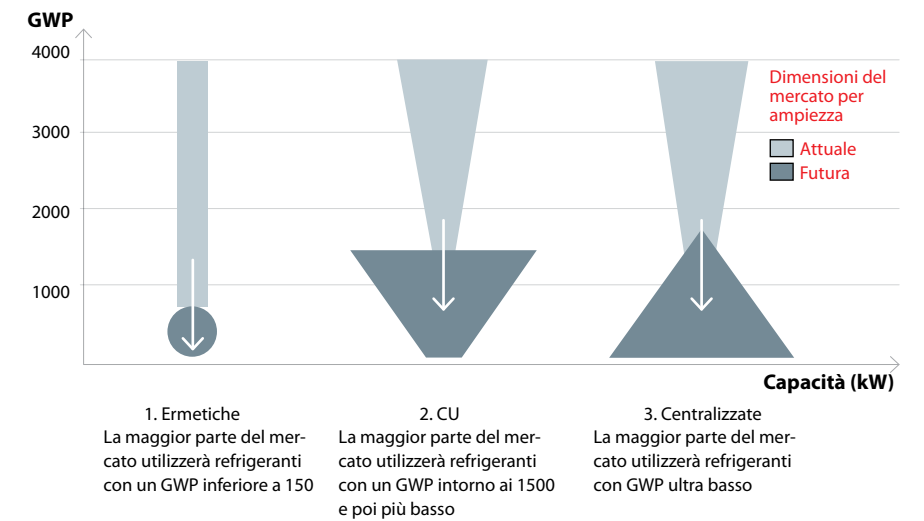 GWP
4000
3000
2000
1000
Dimensioni del
mercato per
ampiezza
Attuale
Futura
Capacità (kW)
1. Ermetiche
La maggior parte del mer-
cato utilizzerà refrigeranti
con un GWP inferiore a 150
2. CU
La maggior parte del mer-
cato utilizzerà refrigeranti
con un GWP intorno ai 1500
e poi più basso
3. Centralizzate
La maggior parte del mer-
cato utilizzerà refrigeranti
con GWP ultra basso